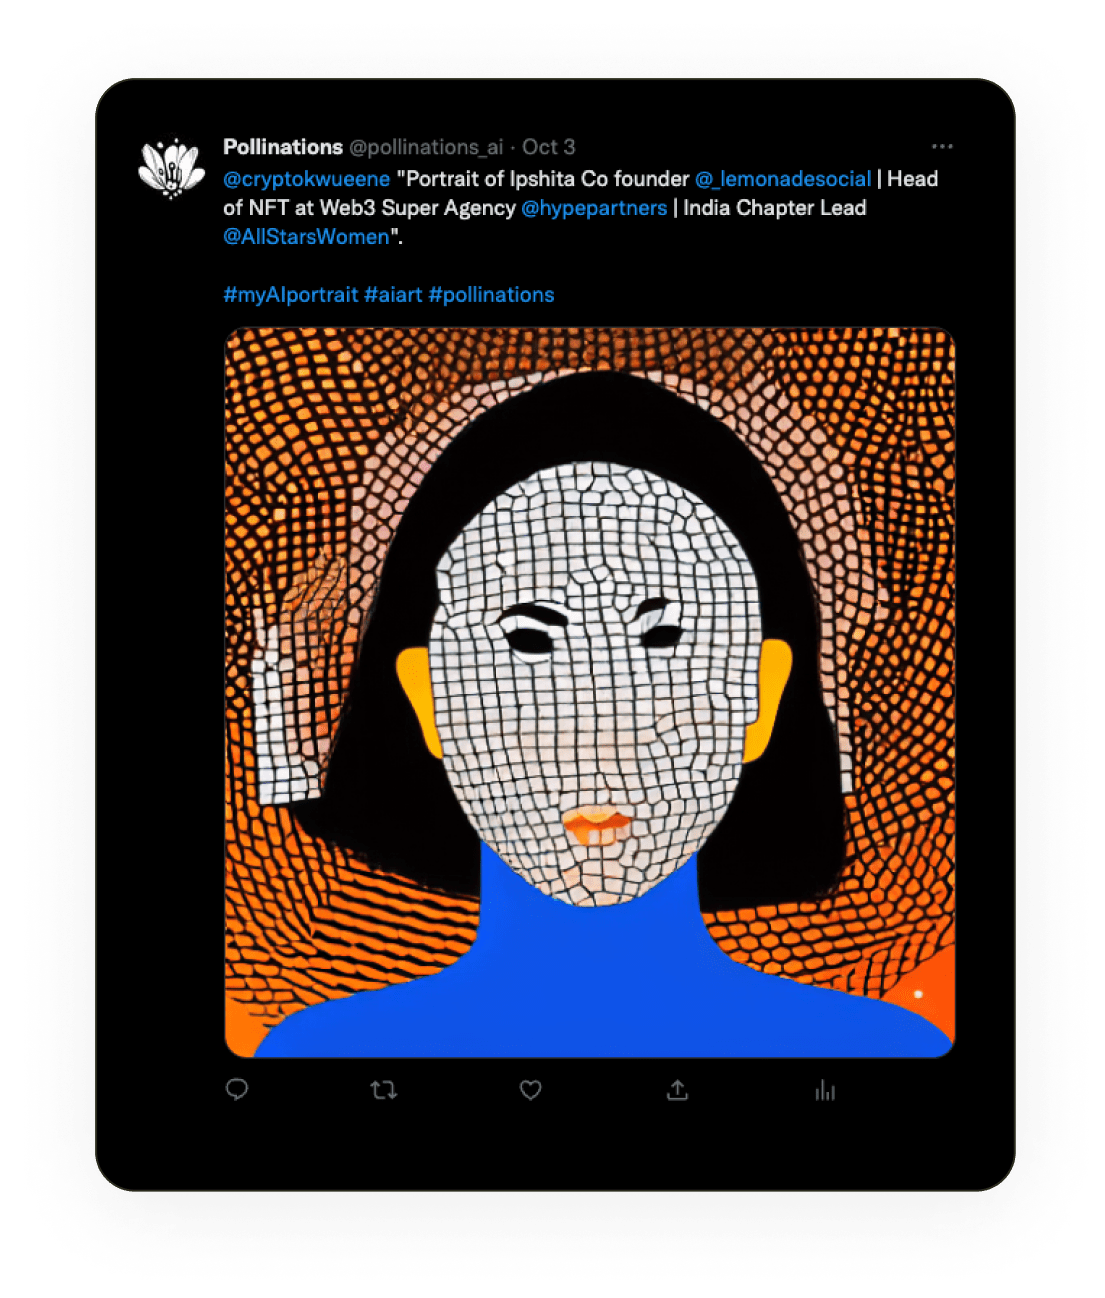 Pollinations @pollinations_ai · Oct 3
@cryptokwueene "Portrait of Ipshita Co founder @_lemonadesocial | Head
of NFT at Web3 Super Agency @hypepartners | India Chapter Lead
@AllStarsWomen".
#myAIportrait #aiart #pollinations